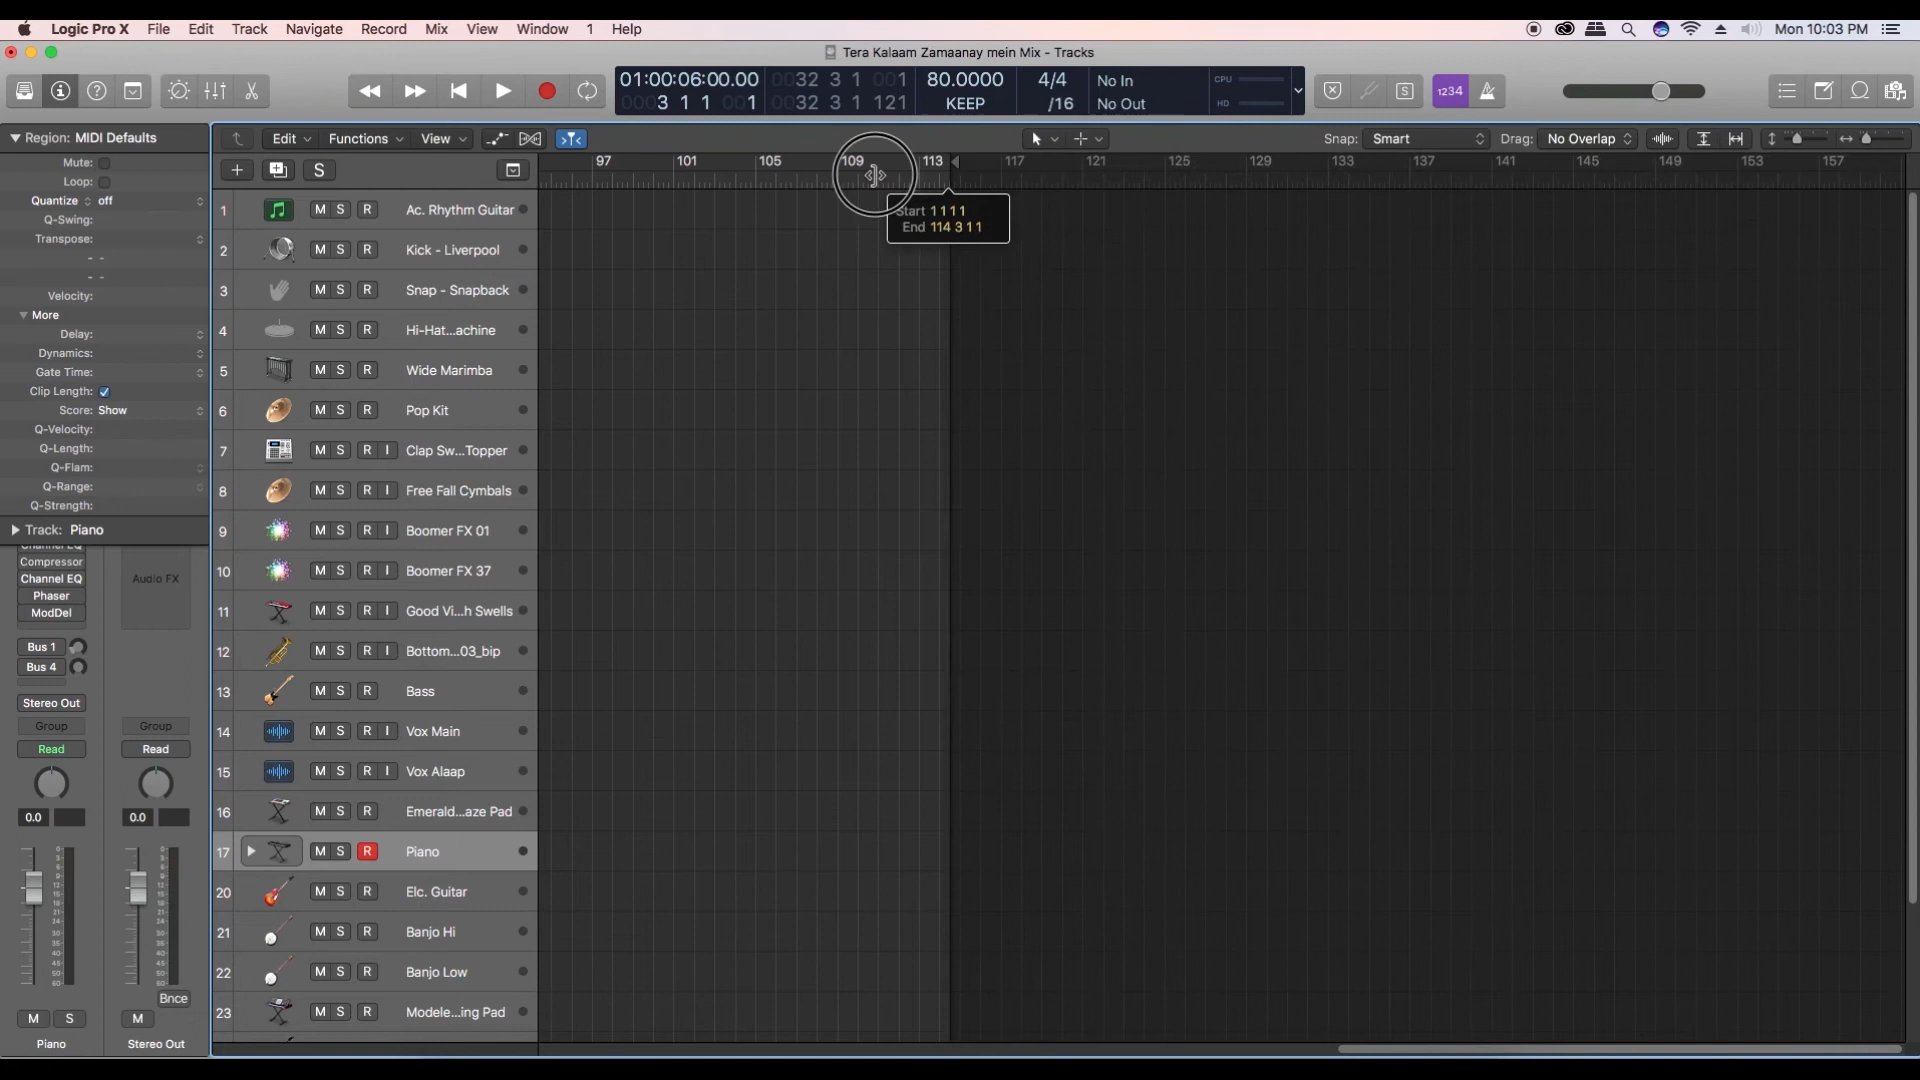 Logic Pro X File Edit Track Navigate Record Mix View Window 1 Help Mon 10:03 PM
Tera Kalaam Zamaanay mein Mix - Tracks
01:00:06:00.00 0032 3 1 001 80.0000 4/4 No In CPU
0003 1 1 001 0032 3 1 121 KEEP /16 No Out HD
S 1234
Region: MIDI Defaults Edit Functions View Snap: Smart Drag: No Overlap
Mute:
Loop:
Quantize off
Q-Swing:
Transpose:
- -
- -
Velocity:
More
Delay:
Dynamics:
Gate Time:
Clip Length:
Score: Show
Q-Velocity:
Q-Length:
Q-Flam:
Q-Range:
Q-Strength:
Track: Piano
Channel EQ
Compressor
Channel EQ Audio FX
Phaser
ModDel
Bus 1
Bus 4
Stereo Out
Group Group
Read Read
0.0 0.0
Bnce
M S M
Piano Stereo Out
S 97 101 105 109 113 117 121 125 129 133 137 141 145 149 153 157
Start 1 1 1 1
End 114 3 1 1
1 M S R Ac. Rhythm Guitar
2 M S R Kick - Liverpool
3 M S R Snap - Snapback
4 M S R Hi-Hat...achine
5 M S R Wide Marimba
6 M S R Pop Kit
7 M S R I Clap Sw...Topper
8 M S R I Free Fall Cymbals
9 M S R I Boomer FX 01
10 M S R I Boomer FX 37
11 M S R I Good Vi...h Swells
12 M S R I Bottom...03_bip
13 M S R Bass
14 M S R I Vox Main
15 M S R I Vox Alaap
16 M S R Emerald...aze Pad
17 M S R Piano
20 M S R Elc. Guitar
21 M S R Banjo Hi
22 M S R Banjo Low
23 M S R Modele...ing Pad